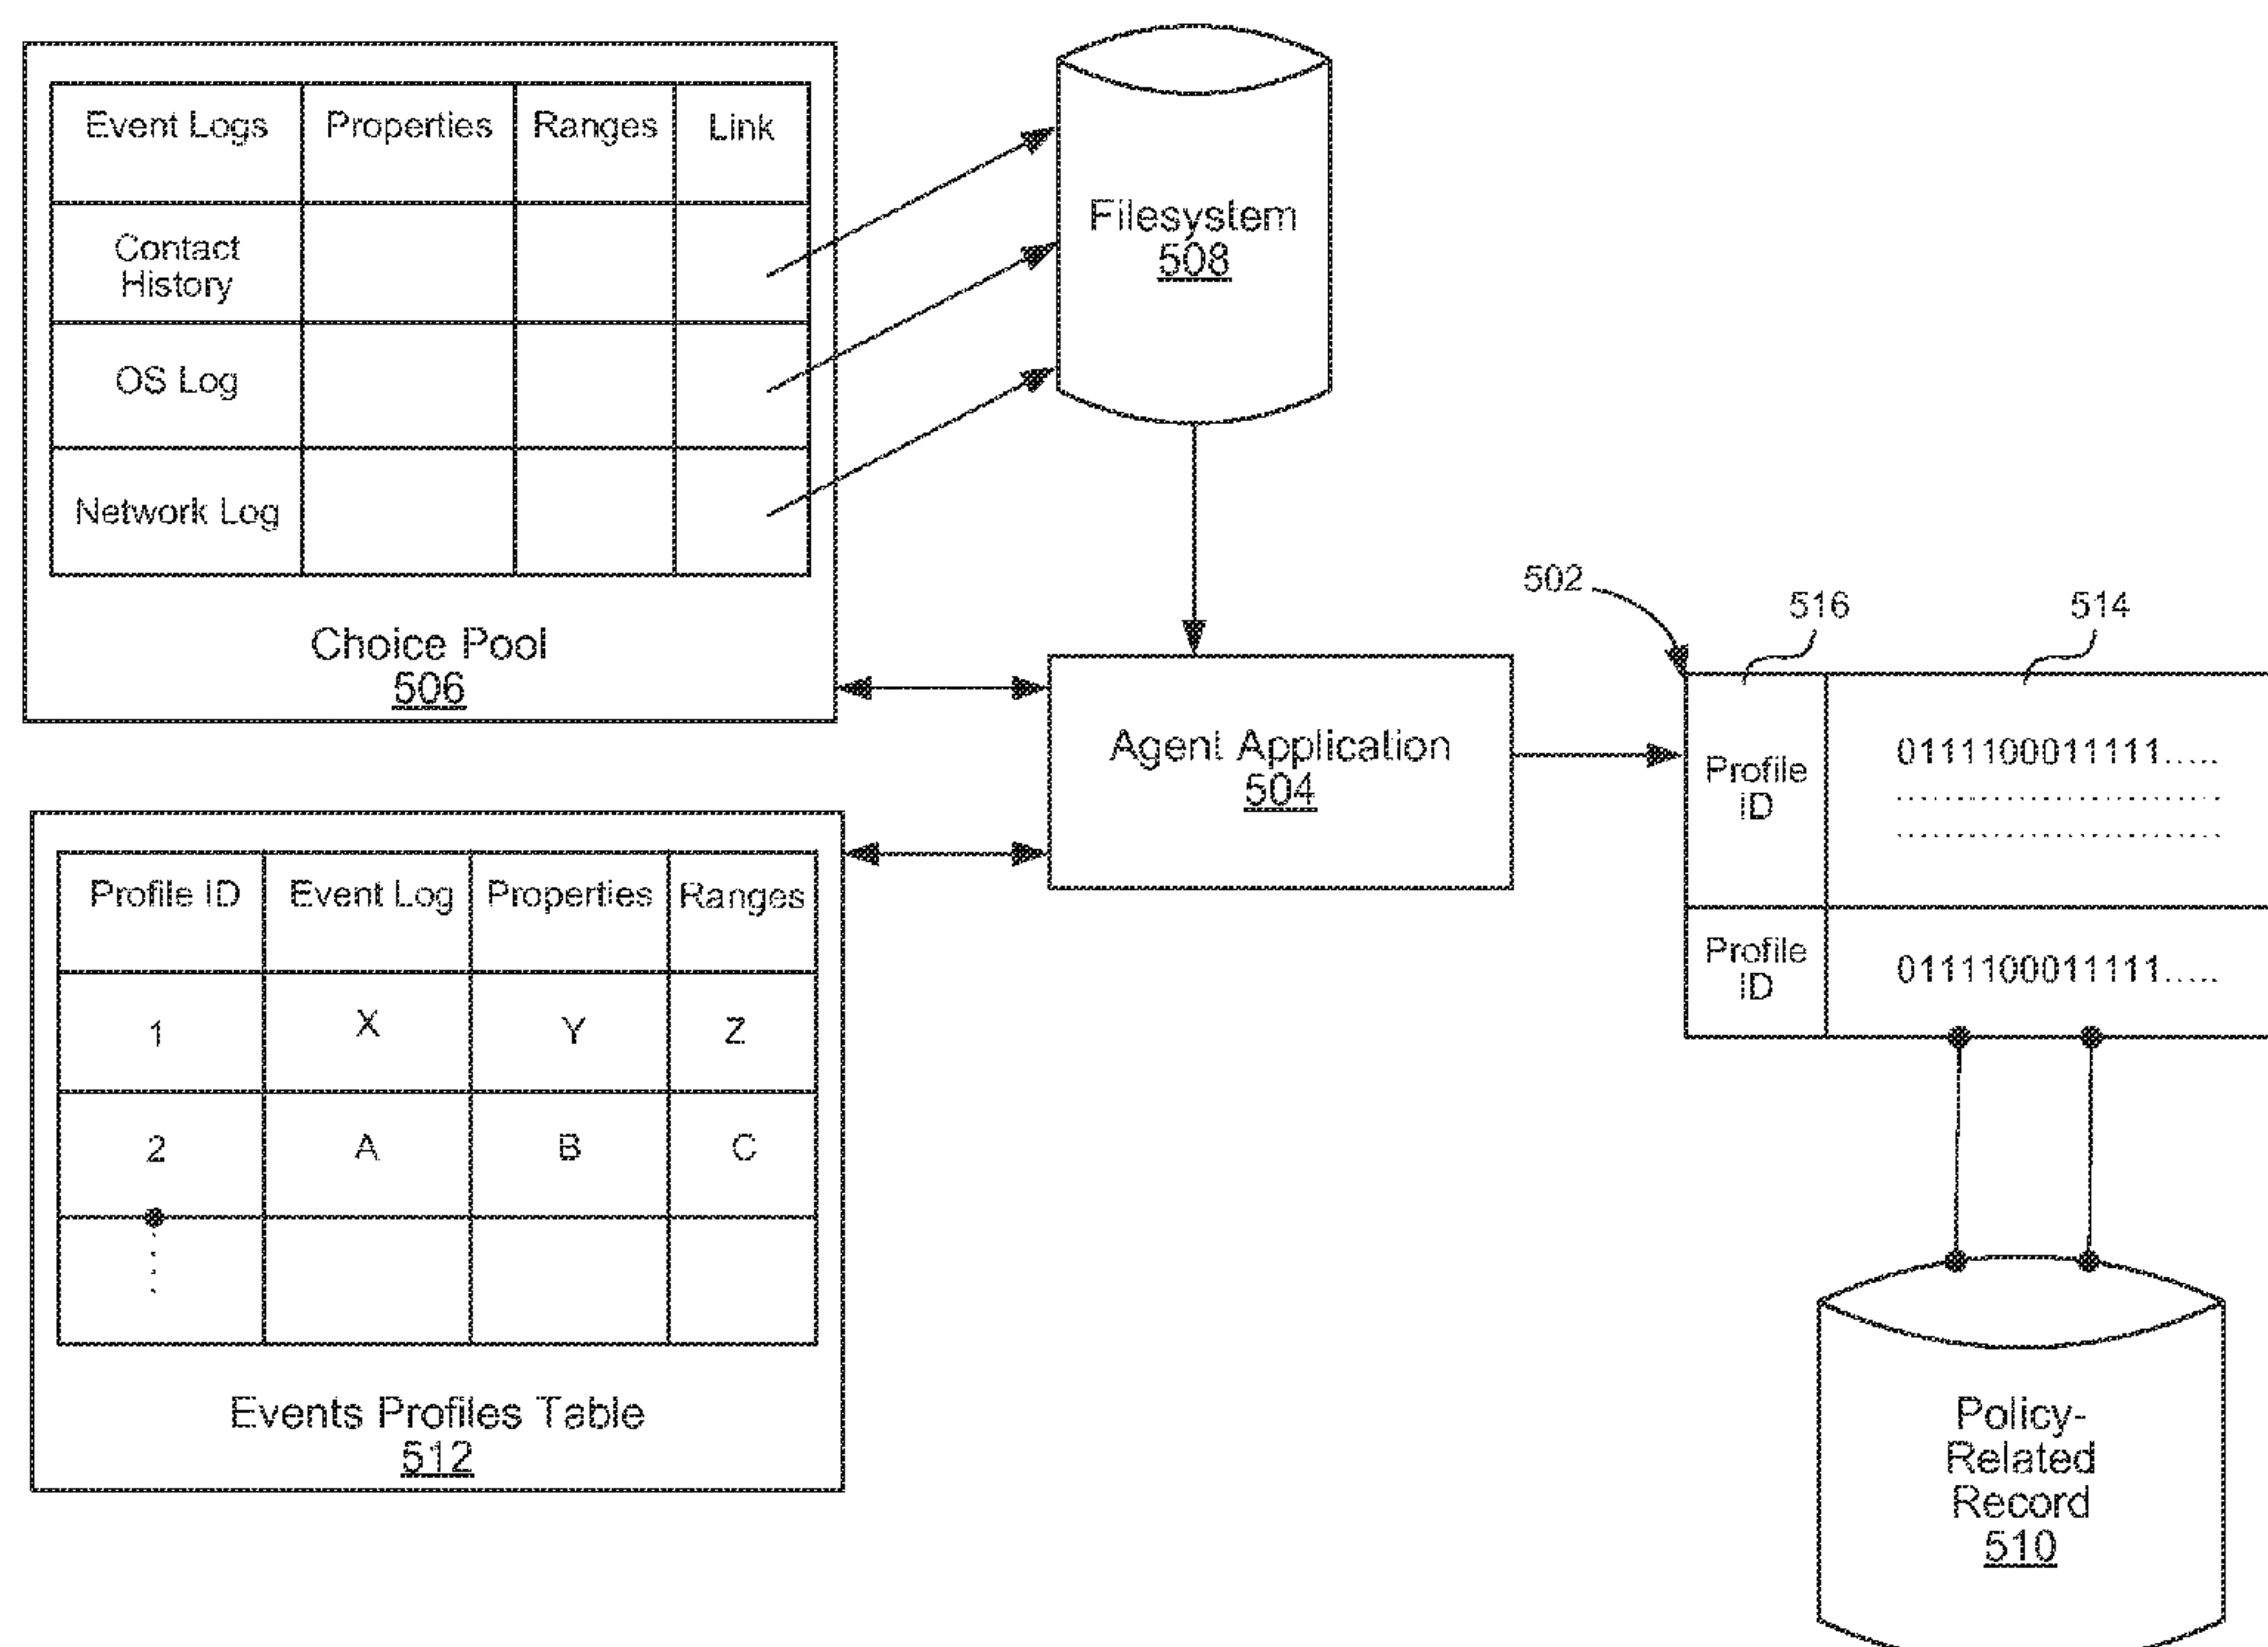 Event Logs Properties Ranges Link
Contact
History
OS Log
Network Log
Choice Pool
506
Filesystem
508
Agent Application
504
502
516
514
Profile
ID
0111100011111.....
Profile
ID
0111100011111.....
Profile ID Event Log Properties Ranges
1 X Y Z
2 A B C
Events Profiles Table
512
Policy-
Related
Record
510